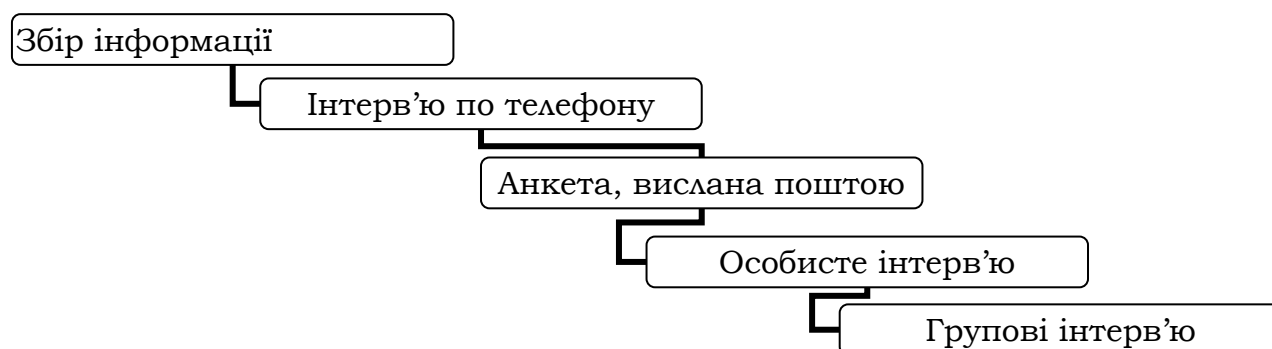 Збір інформації
Інтерв’ю по телефону
Анкета, вислана поштою
Особисте інтерв’ю
Групові інтерв’ю